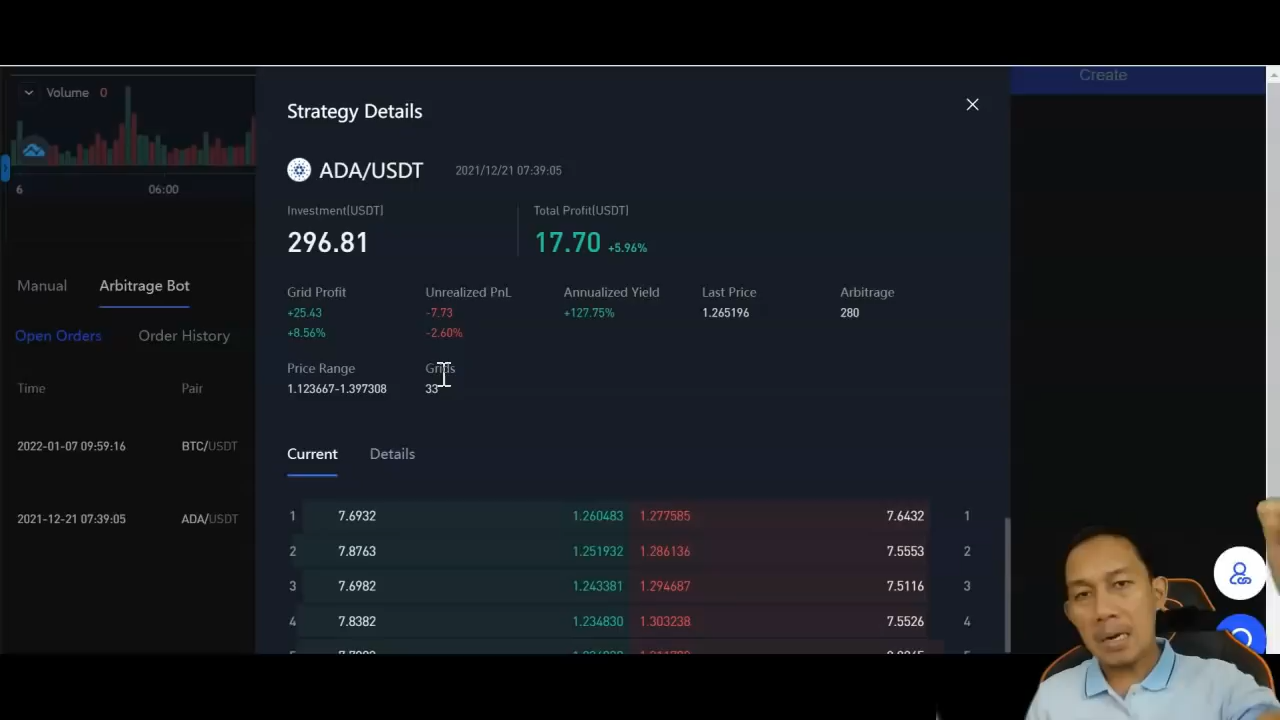 Create
Volume 0
6 06:00
Manual Arbitrage Bot
Open Orders Order History
Time Pair
2022-01-07 09:59:16 BTC/USDT
2021-12-21 07:39:05 ADA/USDT
Strategy Details
ADA/USDT 2021/12/21 07:39:05
Investment(USDT) Total Profit(USDT)
296.81 17.70 +5.96%
Grid Profit Unrealized PnL Annualized Yield Last Price Arbitrage
+25.43 -7.73 +127.75% 1.265196 280
+8.56% -2.60%
Price Range Grids
1.123667-1.397308 33
Current Details
1 7.6932 1.260483 1.277585 7.6432 1
2 7.8763 1.251932 1.286136 7.5553 2
3 7.6982 1.243381 1.294687 7.5116 3
4 7.8382 1.234830 1.303238 7.5526 4